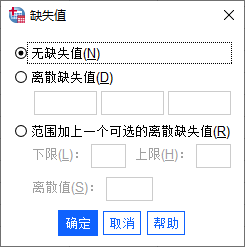 缺失值
无缺失值(N)
离散缺失值(D)
范围加上一个可选的离散缺失值(R)
下限(L): 上限(H):
离散值(S):
确定 取消 帮助